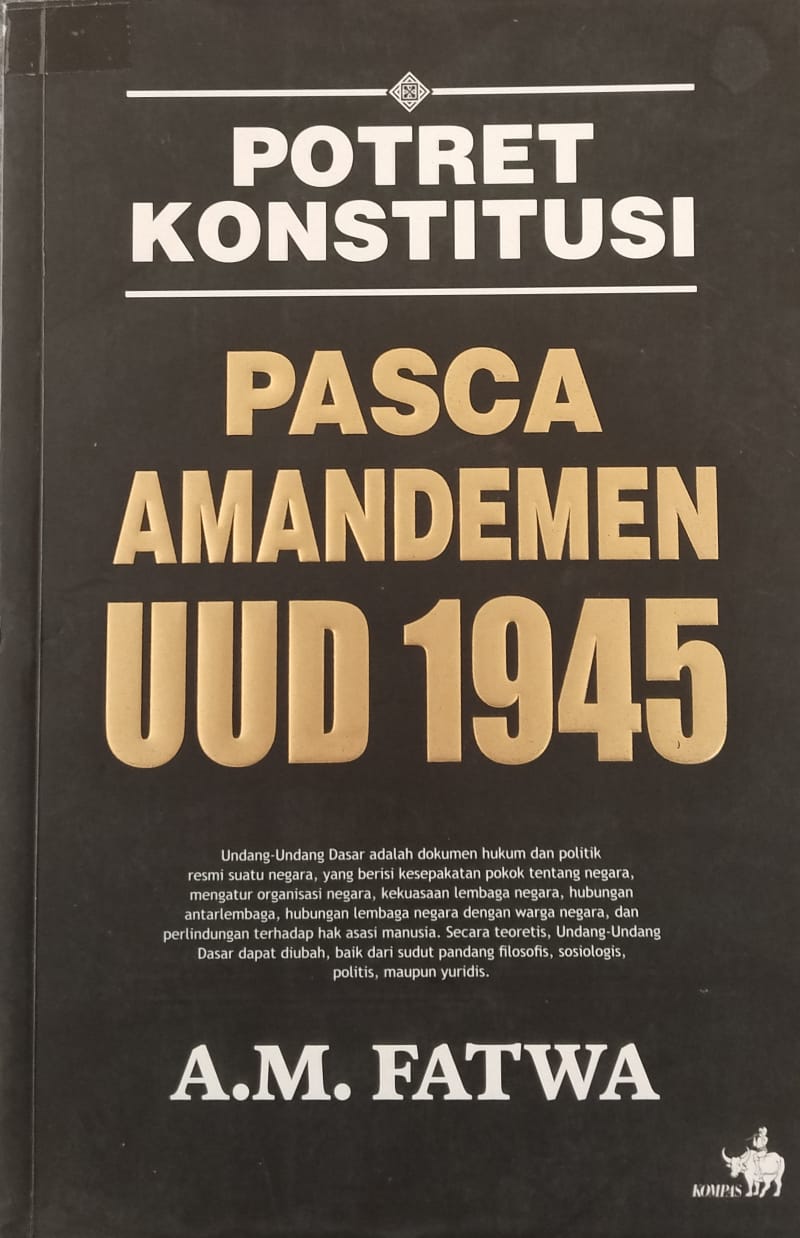 POTRET
KONSTITUSI
PASCA
AMANDEMEN
UUD 1945
Undang-Undang Dasar adalah dokumen hukum dan politik
resmi suatu negara, yang berisi kesepakatan pokok tentang negara,
mengatur organisasi negara, kekuasaan lembaga negara, hubungan
antarlembaga, hubungan lembaga negara dengan warga negara, dan
perlindungan terhadap hak asasi manusia. Secara teoretis, Undang-Undang
Dasar dapat diubah, baik dari sudut pandang filosofis, sosiologis,
politis, maupun yuridis.
A.M. FATWA
KOMPAS